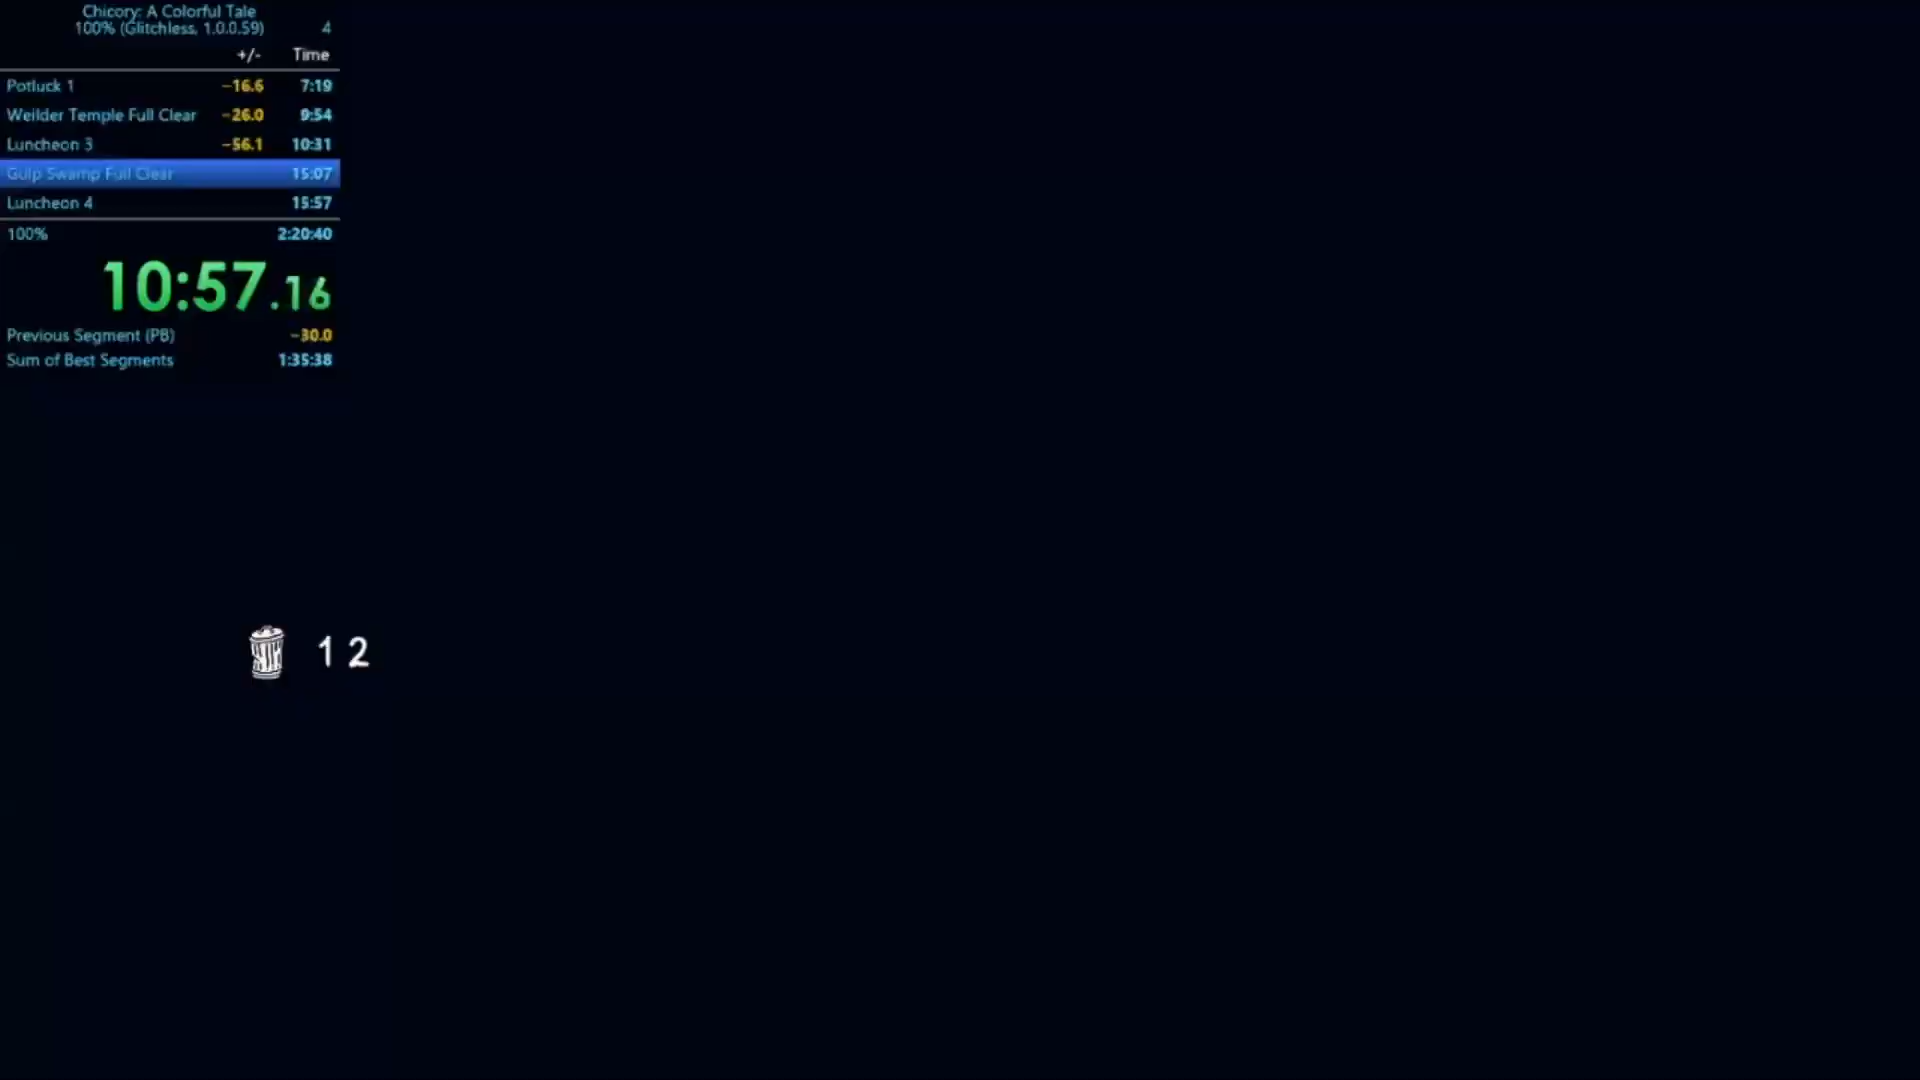 Chicory: A Colorful Tale
100% (Glitchless, 1.0.0.59) 4
+/- Time
Potluck 1 −16.6 7:19
Weilder Temple Full Clear −26.0 9:54
Luncheon 3 −56.1 10:31
Gulp Swamp Full Clear 15:07
Luncheon 4 15:57
100% 2:20:40
10:57.16
Previous Segment (PB) −30.0
Sum of Best Segments 1:35:38
12